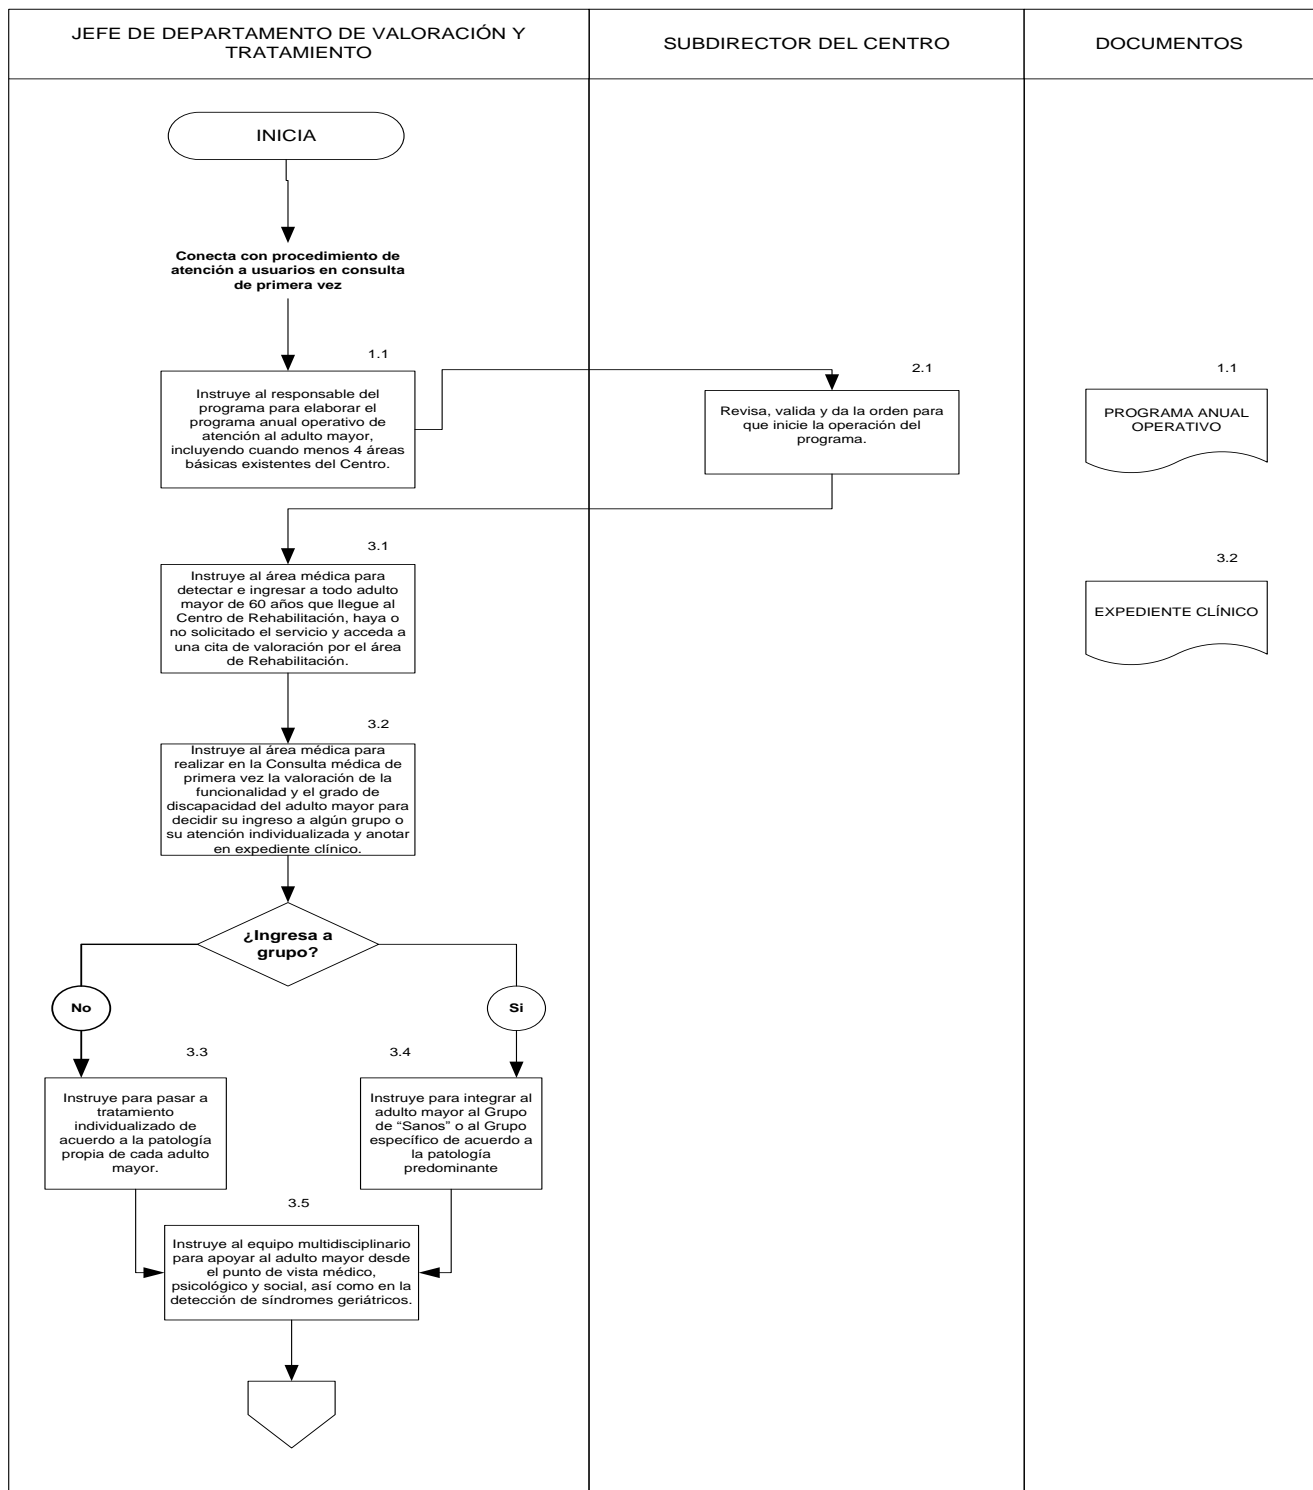 JEFE DE DEPARTAMENTO DE VALORACIÓN Y
TRATAMIENTO
SUBDIRECTOR DEL CENTRO
DOCUMENTOS
INICIA
Conecta con procedimiento de
atención a usuarios en consulta
de primera vez
1.1
Instruye al responsable del
programa para elaborar el
programa anual operativo de
atención al adulto mayor,
incluyendo cuando menos 4 áreas
básicas existentes del Centro.
2.1
Revisa, valida y da la orden para
que inicie la operación del
programa.
1.1
PROGRAMA ANUAL
OPERATIVO
3.1
Instruye al área médica para
detectar e ingresar a todo adulto
mayor de 60 años que llegue al
Centro de Rehabilitación, haya o
no solicitado el servicio y acceda a
una cita de valoración por el área
de Rehabilitación.
3.2
EXPEDIENTE CLÍNICO
3.2
Instruye al área médica para
realizar en la Consulta médica de
primera vez la valoración de la
funcionalidad y el grado de
discapacidad del adulto mayor para
decidir su ingreso a algún grupo o
su atención individualizada y anotar
en expediente clínico.
¿Ingresa a
grupo?
No
Si
3.3
Instruye para pasar a
tratamiento
individualizado de
acuerdo a la patología
propia de cada adulto
mayor.
3.4
Instruye para integrar al
adulto mayor al Grupo
de “Sanos” o al Grupo
específico de acuerdo a
la patología
predominante
3.5
Instruye al equipo multidisciplinario
para apoyar al adulto mayor desde
el punto de vista médico,
psicológico y social, así como en la
detección de síndromes geriátricos.